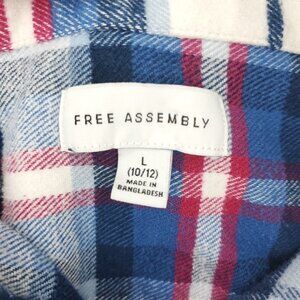 FREE ASSEMBLY
L
(10/12)
MADE IN
BANGLADESH